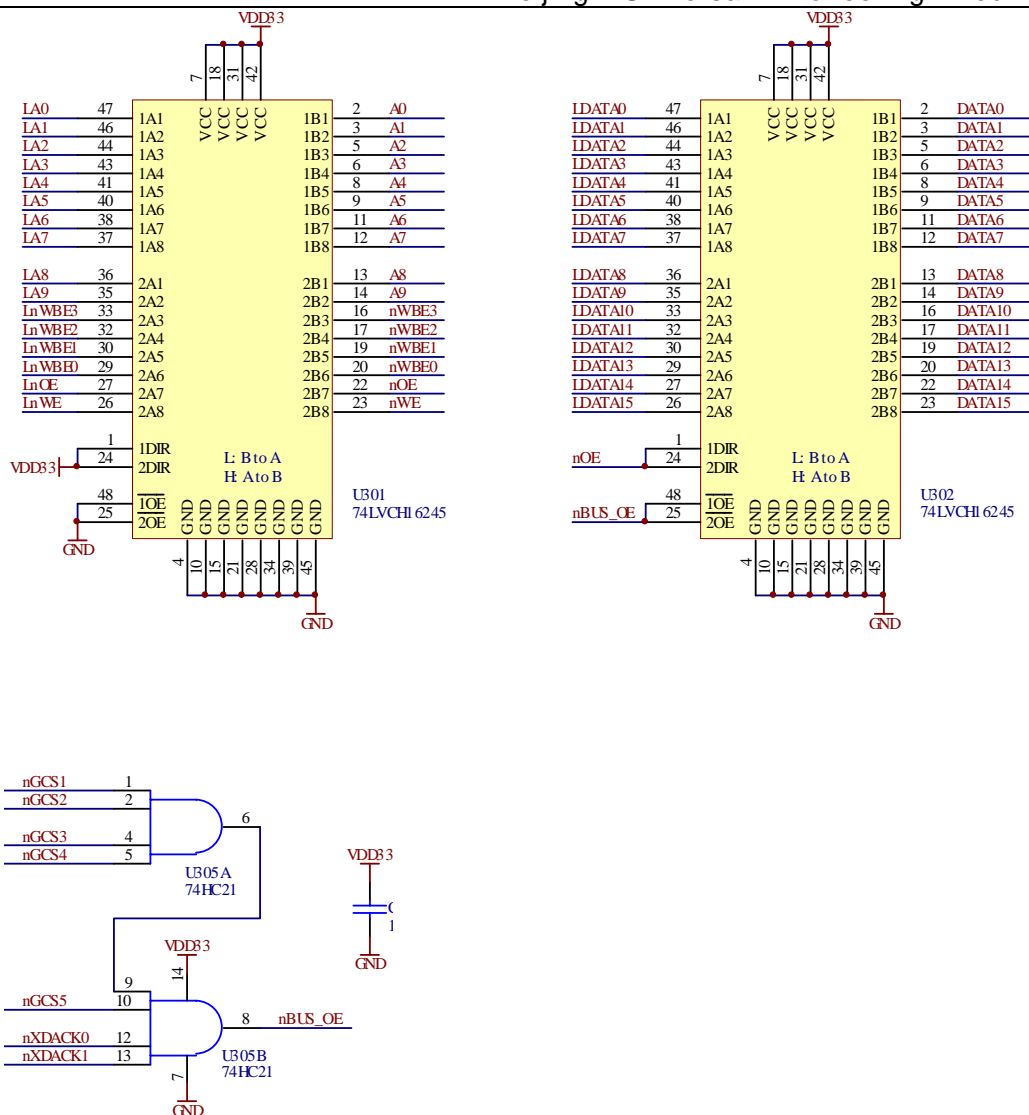 VDD33
7 18 31 42
VCC VCC VCC VCC
LA0 47 1A1 1B1 2 A0
LA1 46 1A2 1B2 3 A1
LA2 44 1A3 1B3 5 A2
LA3 43 1A4 1B4 6 A3
LA4 41 1A5 1B5 8 A4
LA5 40 1A6 1B6 9 A5
LA6 38 1A7 1B7 11 A6
LA7 37 1A8 1B8 12 A7
LA8 36 2A1 2B1 13 A8
LA9 35 2A2 2B2 14 A9
LnWBE3 33 2A3 2B3 16 nWBE3
LnWBE2 32 2A4 2B4 17 nWBE2
LnWBE1 30 2A5 2B5 19 nWBE1
LnWBE0 29 2A6 2B6 20 nWBE0
LnOE 27 2A7 2B7 22 nOE
LnWE 26 2A8 2B8 23 nWE
1 1DIR L: B to A
VDD33 24 2DIR H: A to B
48 1OE U301
25 2OE 74LVCH16245
GND
GND GND GND GND GND GND GND GND
4 10 15 21 28 34 39 45
GND
VDD33
7 18 31 42
VCC VCC VCC VCC
LDATA0 47 1A1 1B1 2 DATA0
LDATA1 46 1A2 1B2 3 DATA1
LDATA2 44 1A3 1B3 5 DATA2
LDATA3 43 1A4 1B4 6 DATA3
LDATA4 41 1A5 1B5 8 DATA4
LDATA5 40 1A6 1B6 9 DATA5
LDATA6 38 1A7 1B7 11 DATA6
LDATA7 37 1A8 1B8 12 DATA7
LDATA8 36 2A1 2B1 13 DATA8
LDATA9 35 2A2 2B2 14 DATA9
LDATA10 33 2A3 2B3 16 DATA10
LDATA11 32 2A4 2B4 17 DATA11
LDATA12 30 2A5 2B5 19 DATA12
LDATA13 29 2A6 2B6 20 DATA13
LDATA14 27 2A7 2B7 22 DATA14
LDATA15 26 2A8 2B8 23 DATA15
1 1DIR L: B to A
nOE 24 2DIR H: A to B
48 1OE U302
nBUS_OE 25 2OE 74LVCH16245
GND GND GND GND GND GND GND GND
4 10 15 21 28 34 39 45
GND
nGCS1 1
nGCS2 2
6
nGCS3 4
nGCS4 5
U305A
74HC21
VDD33
GND
VDD33
14
9
nGCS5 10
8 nBUS_OE
nXDACK0 12
nXDACK1 13
U305B
74HC21
7
GND